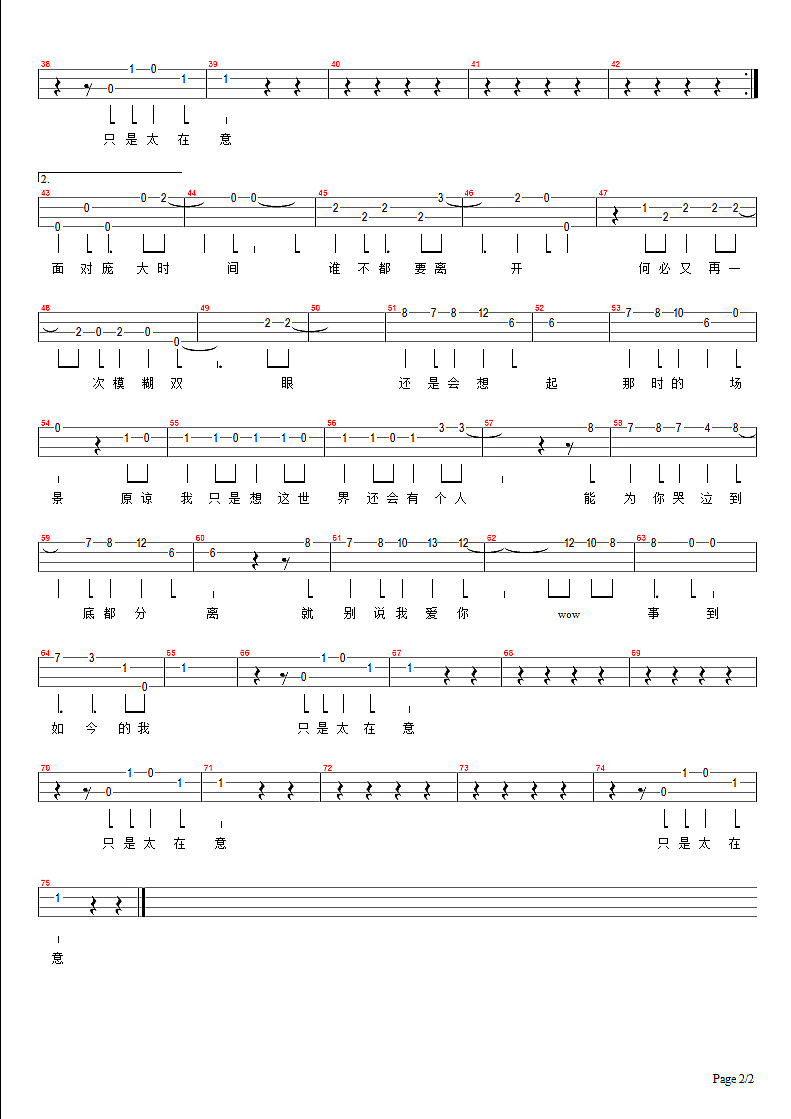 38 39 40 41 42
0 1 0 1 1
只 是 太 在 意
2.
43 44 45 46 47
0 0 0 0 2 0 0 2 2 2 2 3 2 0 0 1 2 2 2 2
面 对 庞 大 时 间 谁 不 都 要 离 开 何 必 又 再 一
48 49 50 51 52 53
2 0 2 0 0 2 2 8 7 8 12 6 6 7 8 10 6 0
次 模 糊 双 眼 还 是 会 想 起 那 时 的 场
54 55 56 57 58
0 1 0 1 1 0 1 1 0 1 1 0 1 3 3 8 7 8 7 4 8
景 原 谅 我 只 是 想 这 世 界 还 会 有 个 人 能 为 你 哭 泣 到
59 60 61 62 63
7 8 12 6 6 8 7 8 10 13 12 12 10 8 8 0 0
底 都 分 离 就 别 说 我 爱 你 wow 事 到
64 65 66 67 68 69
7 3 1 0 1 0 1 0 1 1
如 今 的 我 只 是 太 在 意
70 71 72 73 74
0 1 0 1 1 0 1 0 1
只 是 太 在 意 只 是 太 在
75
1
意
Page 2/2